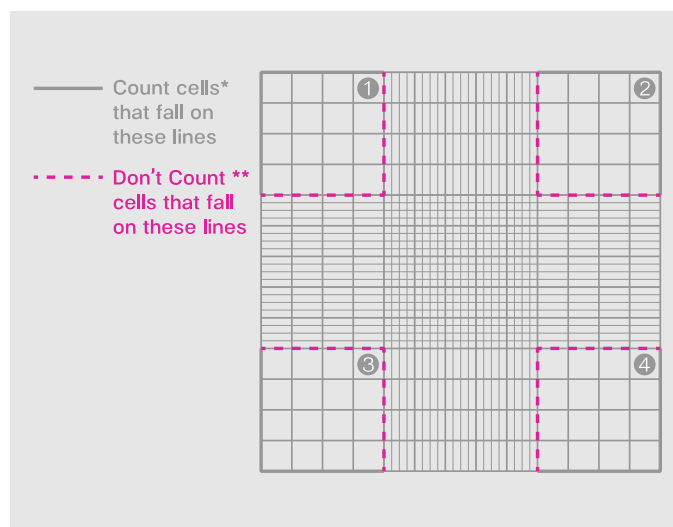 Count cells*
that fall on
these lines
Don't Count **
cells that fall
on these lines
1
2
3
4